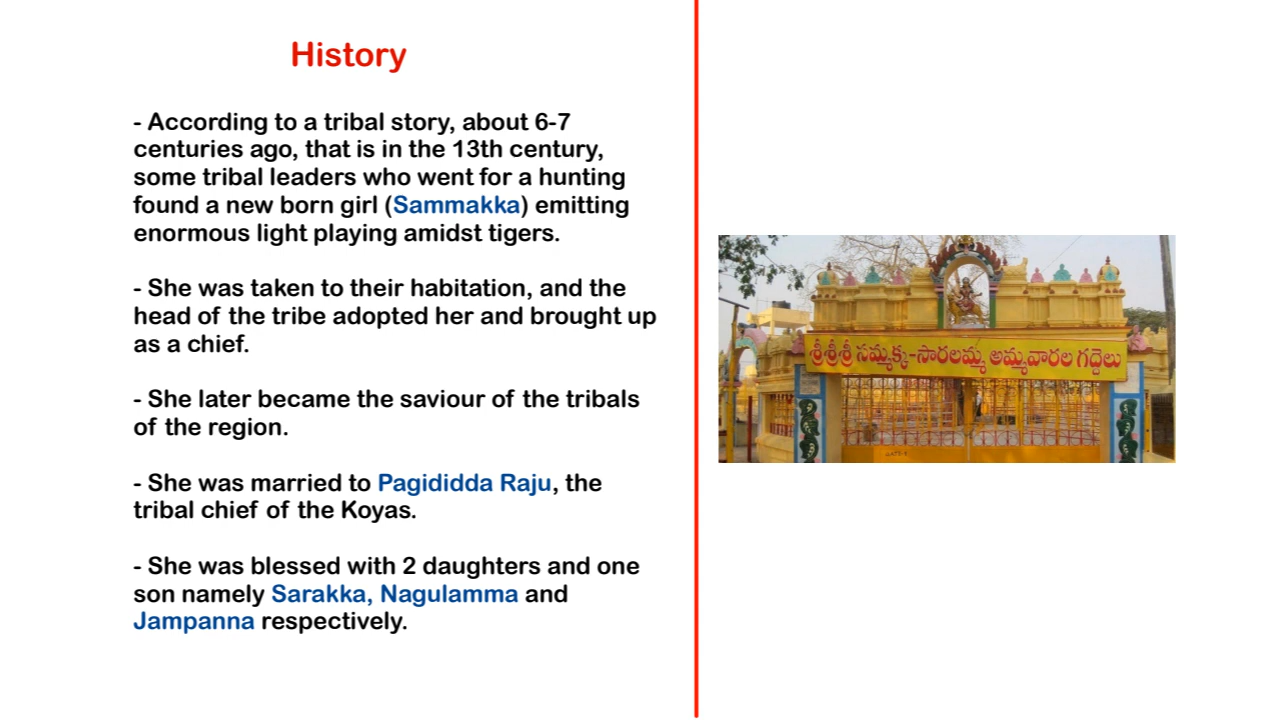 History
- According to a tribal story, about 6-7
centuries ago, that is in the 13th century,
some tribal leaders who went for a hunting
found a new born girl (Sammakka) emitting
enormous light playing amidst tigers.
- She was taken to their habitation, and the
head of the tribe adopted her and brought up
as a chief.
- She later became the saviour of the tribals
of the region.
- She was married to Pagididda Raju, the
tribal chief of the Koyas.
- She was blessed with 2 daughters and one
son namely Sarakka, Nagulamma and
Jampanna respectively.
శ్రీశ్రీశ్రీ సమ్మక్క-సారలమ్మ అమ్మవారల గద్దెలు